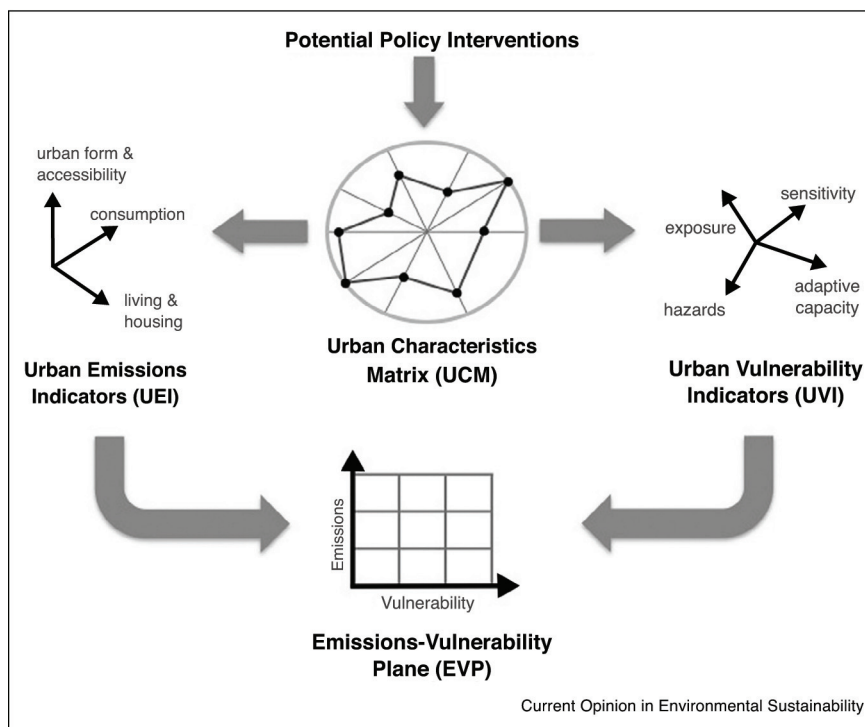 Potential Policy Interventions
urban form &
accessibility
consumption
living &
housing
Urban Emissions
Indicators (UEI)
Urban Characteristics
Matrix (UCM)
exposure
sensitivity
hazards
adaptive
capacity
Urban Vulnerability
Indicators (UVI)
Emissions
Vulnerability
Emissions-Vulnerability
Plane (EVP)
Current Opinion in Environmental Sustainability